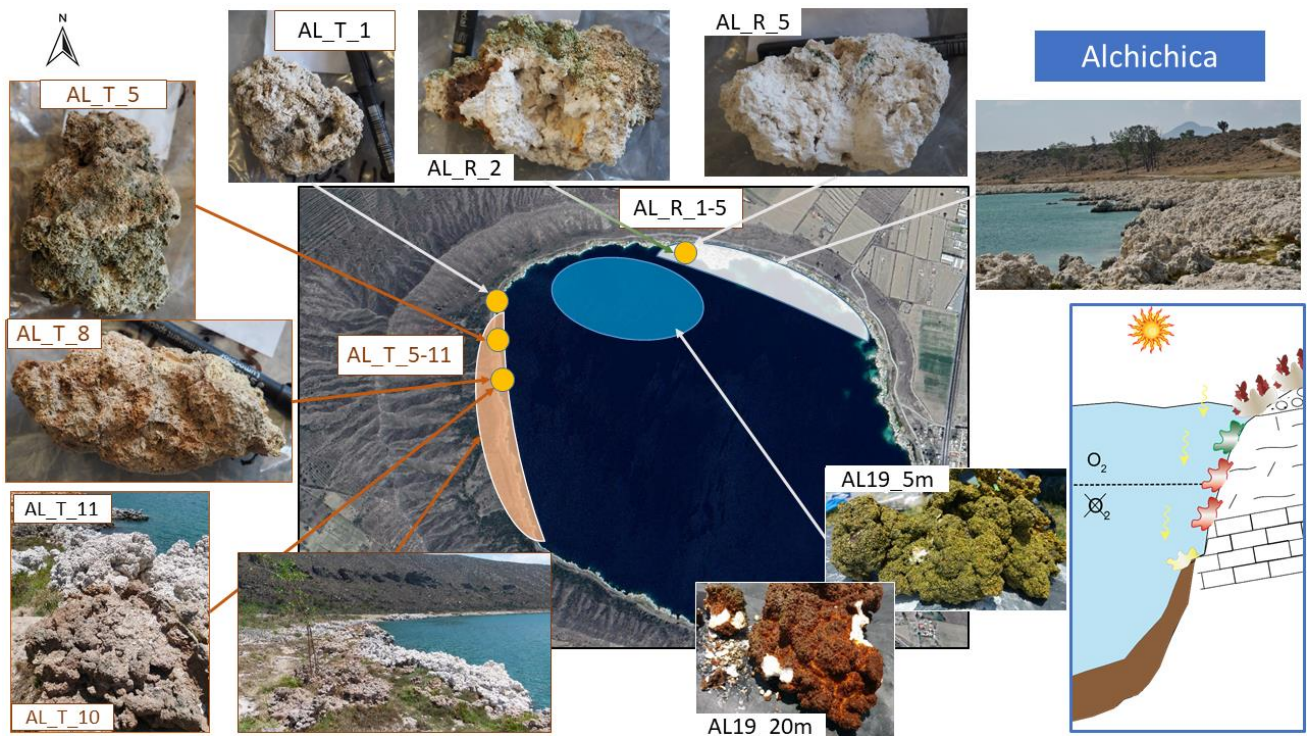 N
AL_T_1
AL_R_5
Alchichica
AL_T_5
AL_R_2
AL_R_1-5
AL_T_8
AL_T_5-11
AL_T_11
AL_T_10
AL19_5m
AL19_20m
O₂
O₂